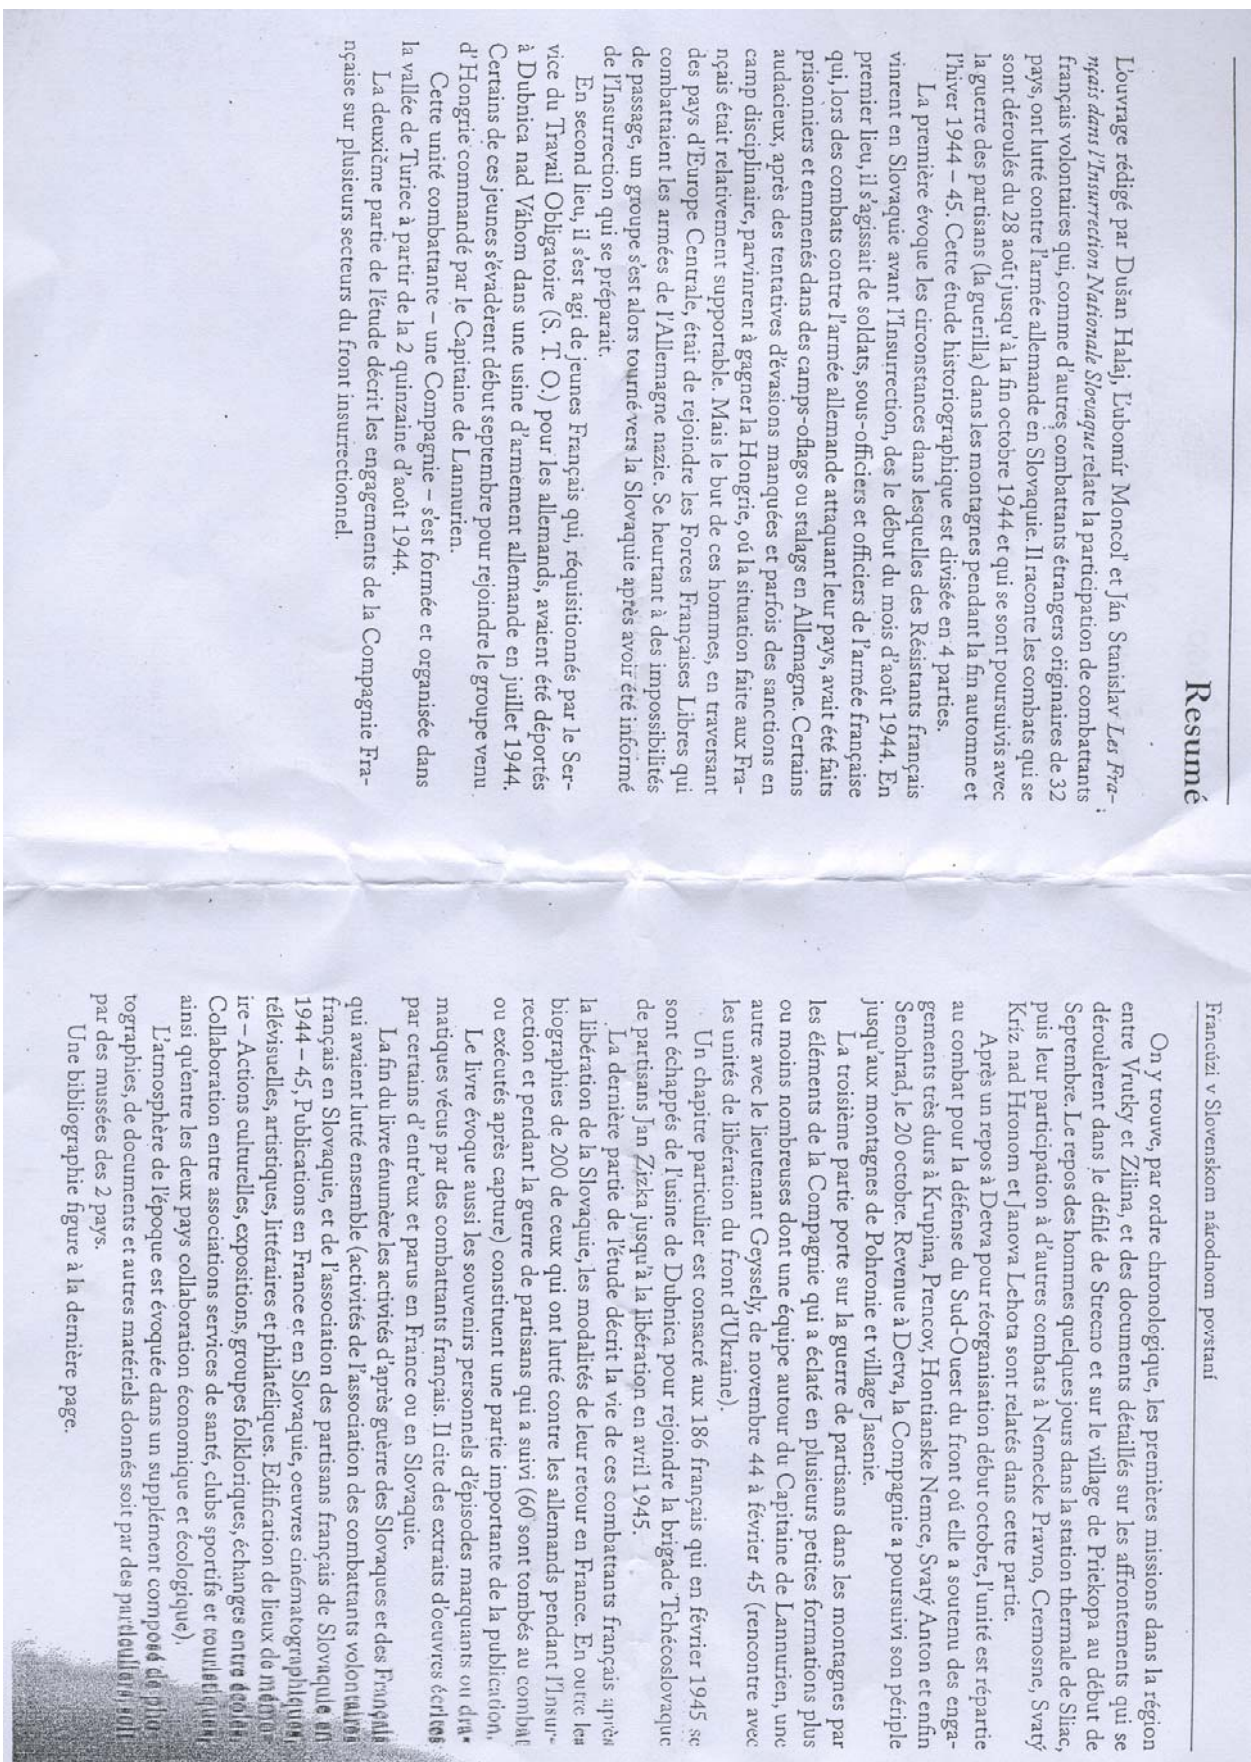 Resumé
L'ouvrage rédigé par Dušan Halaj, Ľubomír Moncoľ et Ján Stanislav Les Fra-
nçais dans l'Insurrection Nationale Slovaque relate la participation de combattants
français volontaires qui, comme d'autres combattants étrangers originaires de 32
pays, ont lutté contre l'armée allemande en Slovaquie. Il raconte les combats qui se
sont déroulés du 28 août jusqu'à la fin octobre 1944 et qui se sont poursuivis avec
la guerre des partisans (la guerilla) dans les montagnes pendant la fin automne et
l'hiver 1944 – 45. Cette étude historiographique est divisée en 4 parties.
La première évoque les circonstances dans lesquelles des Résistants français
vinrent en Slovaquie avant l'Insurrection, des le début du mois d'août 1944. En
premier lieu, il s'agissait de soldats, sous-officiers et officiers de l'armée française
qui, lors des combats contre l'armée allemande attaquant leur pays, avait été faits
prisonniers et emmenés dans des camps-oflags ou stalags en Allemagne. Certains
audacieux, après des tentatives d'évasions manquées et parfois des sanctions en
camp disciplinaire, parvinrent à gagner la Hongrie, oú la situation faite aux Fra-
nçais était relativement supportable. Mais le but de ces hommes, en traversant
des pays d'Europe Centrale, était de rejoindre les Forces Françaises Libres qui
combattaient les armées de l'Allemagne nazie. Se heurtant à des impossibilités
de passage, un groupe s'est alors tourné vers la Slovaquie après avoir été informé
de l'Insurrection qui se préparait.
En second lieu, il s'est agi de jeunes Français qui, réquisitionnés par le Ser-
vice du Travail Obligatoire (S. T. O.) pour les allemands, avaient été déportés
à Dubnica nad Váhom dans une usine d'armement allemande en juillet 1944.
Certains de ces jeunes s'évadèrent début septembre pour rejoindre le groupe venu
d'Hongrie commandé par le Capitaine de Lannurien.
Cette unité combattante – une Compagnie – s'est formée et organisée dans
la vallée de Turiec à partir de la 2 quinzaine d'août 1944.
La deuxième partie de l'étude décrit les engagements de la Compagnie Fra-
nçaise sur plusieurs secteurs du front insurrectionnel.
Francúzi v Slovenskom národnom povstaní
On y trouve, par ordre chronologique, les premières missions dans la région
entre Vrutky et Zilina, et des documents détaillés sur les affrontements qui se
déroulèrent dans le défilé de Strecno et sur le village de Priekopa au début de
Septembre. Le repos des hommes quelques jours dans la station thermale de Sliac,
puis leur participation à d'autres combats à Nemecke Pravno, Cremosne, Svatý
Kríz nad Hronom et Janova Lehota sont relatés dans cette partie.
Après un repos à Detva pour réorganisation début octobre, l'unité est répartie
au combat pour la défense du Sud-Ouest du front oú elle a soutenu des enga-
gements très durs à Krupina, Prencov, Hontianske Nemce, Svatý Anton et enfin
Senohrad, le 20 octobre. Revenue à Detva, la Compagnie a poursuivi son périple
jusqu'aux montagnes de Pohronie et village Jasenie.
La troisième partie porte sur la guerre de partisans dans les montagnes par
les éléments de la Compagnie qui a éclaté en plusieurs petites formations plus
ou moins nombreuses dont une équipe autour du Capitaine de Lannurien, une
autre avec le lieutenant Geyssely, de novembre 44 à février 45 (rencontre avec
les unités de libération du front d'Ukraine).
Un chapitre particulier est consacré aux 186 français qui en février 1945 se
sont échappés de l'usine de Dubnica pour rejoindre la brigade Tchécoslovaque
de partisans Jan Zizka jusqu'à la libération en avril 1945.
La dernière partie de l'étude décrit la vie de ces combattants français après
la libération de la Slovaquie, les modalités de leur retour en France. En outre les
biographies de 200 de ceux qui ont lutté contre les allemands pendant l'Insur-
rection et pendant la guerre de partisans qui a suivi (60 sont tombés au combat
ou exécutés après capture) constituent une partie importante de la publication.
Le livre évoque aussi les souvenirs personnels d'épisodes marquants ou dra-
matiques vécus par des combattants français. Il cite des extraits d'oeuvres écrites
par certains d' entr'eux et parus en France ou en Slovaquie.
La fin du livre énumère les activités d'après guèrre des Slovaques et des Français
qui avaient lutté ensemble (activités de l'association des combattants volontaires
français en Slovaquie, et de l'association des partisans français de Slovaquie en
1944 – 45, Publications en France et en Slovaquie, oeuvres cinématographiques,
télévisuelles, artistiques, littéraires et philatéliques. Edification de lieux de mémo-
ire – Actions culturelles, expositions, groupes folkloriques, échanges entre écoles
Collaboration entre associations services de santé, clubs sportifs et touristiques
ainsi qu'entre les deux pays collaboration économique et écologique).
L'atmosphère de l'époque est évoquée dans un supplément composé de pho-
tographies, de documents et autres matériels donnés soit par des particuliers soit
par des mussées des 2 pays.
Une bibliographie figure à la dernière page.